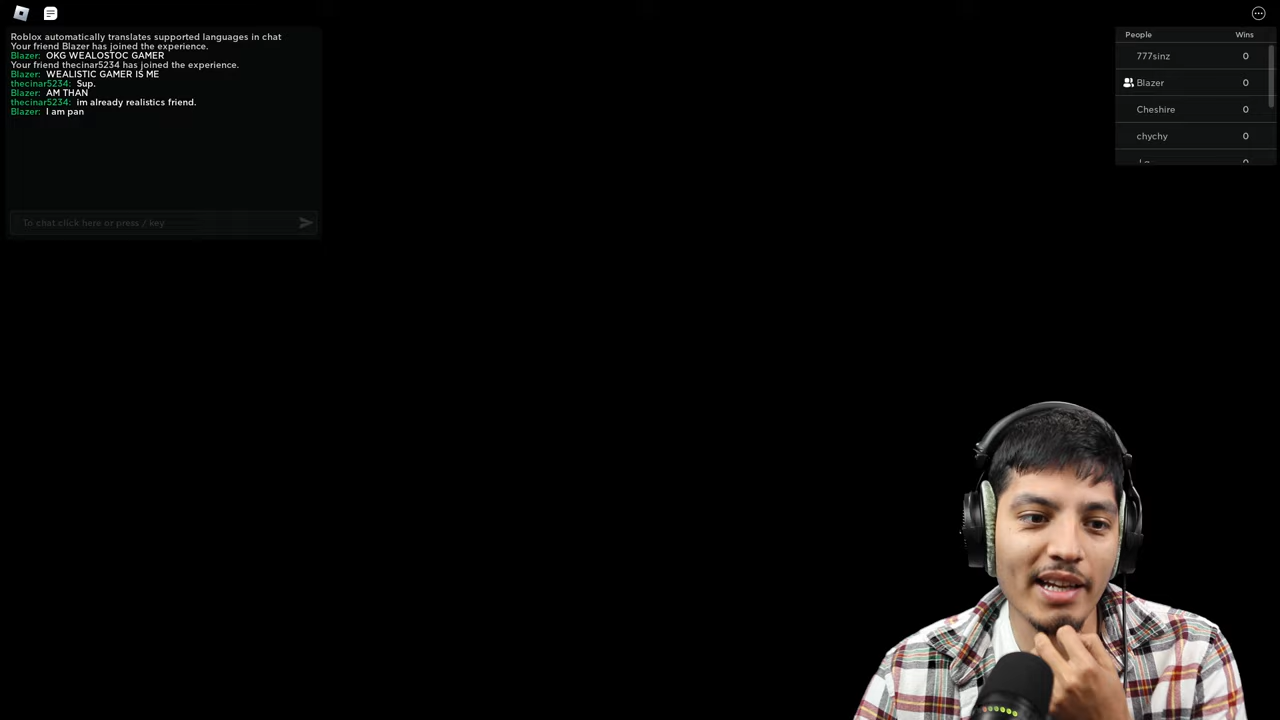 Roblox automatically translates supported languages in chat
Your friend Blazer has joined the experience.
Blazer: OKG WEALOSTOC GAMER
Your friend thecinar5234 has joined the experience.
Blazer: WEALISTIC GAMER IS ME
thecinar5234: Sup.
Blazer: AM THAN
thecinar5234: im already realistics friend.
Blazer: I am pan
To chat click here or press / key
People Wins
777sinz 0
Blazer 0
Cheshire 0
chychy 0